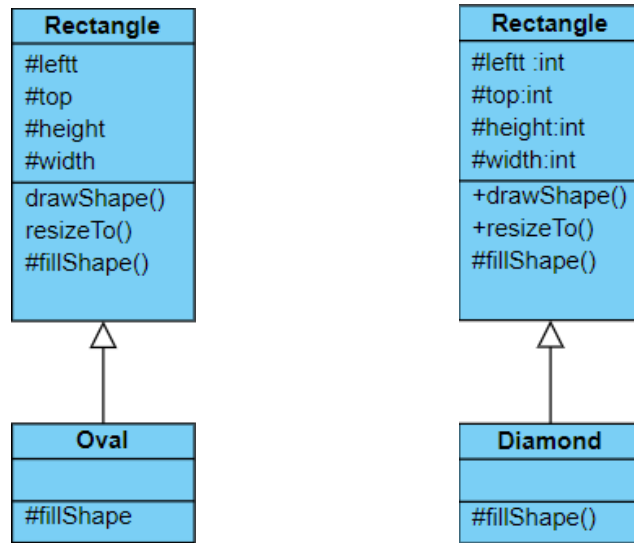 Rectangle
#leftt
#top
#height
#width
drawShape()
resizeTo()
#fillShape()
Oval
#fillShape
Rectangle
#leftt :int
#top:int
#height:int
#width:int
+drawShape()
+resizeTo()
#fillShape()
Diamond
#fillShape()